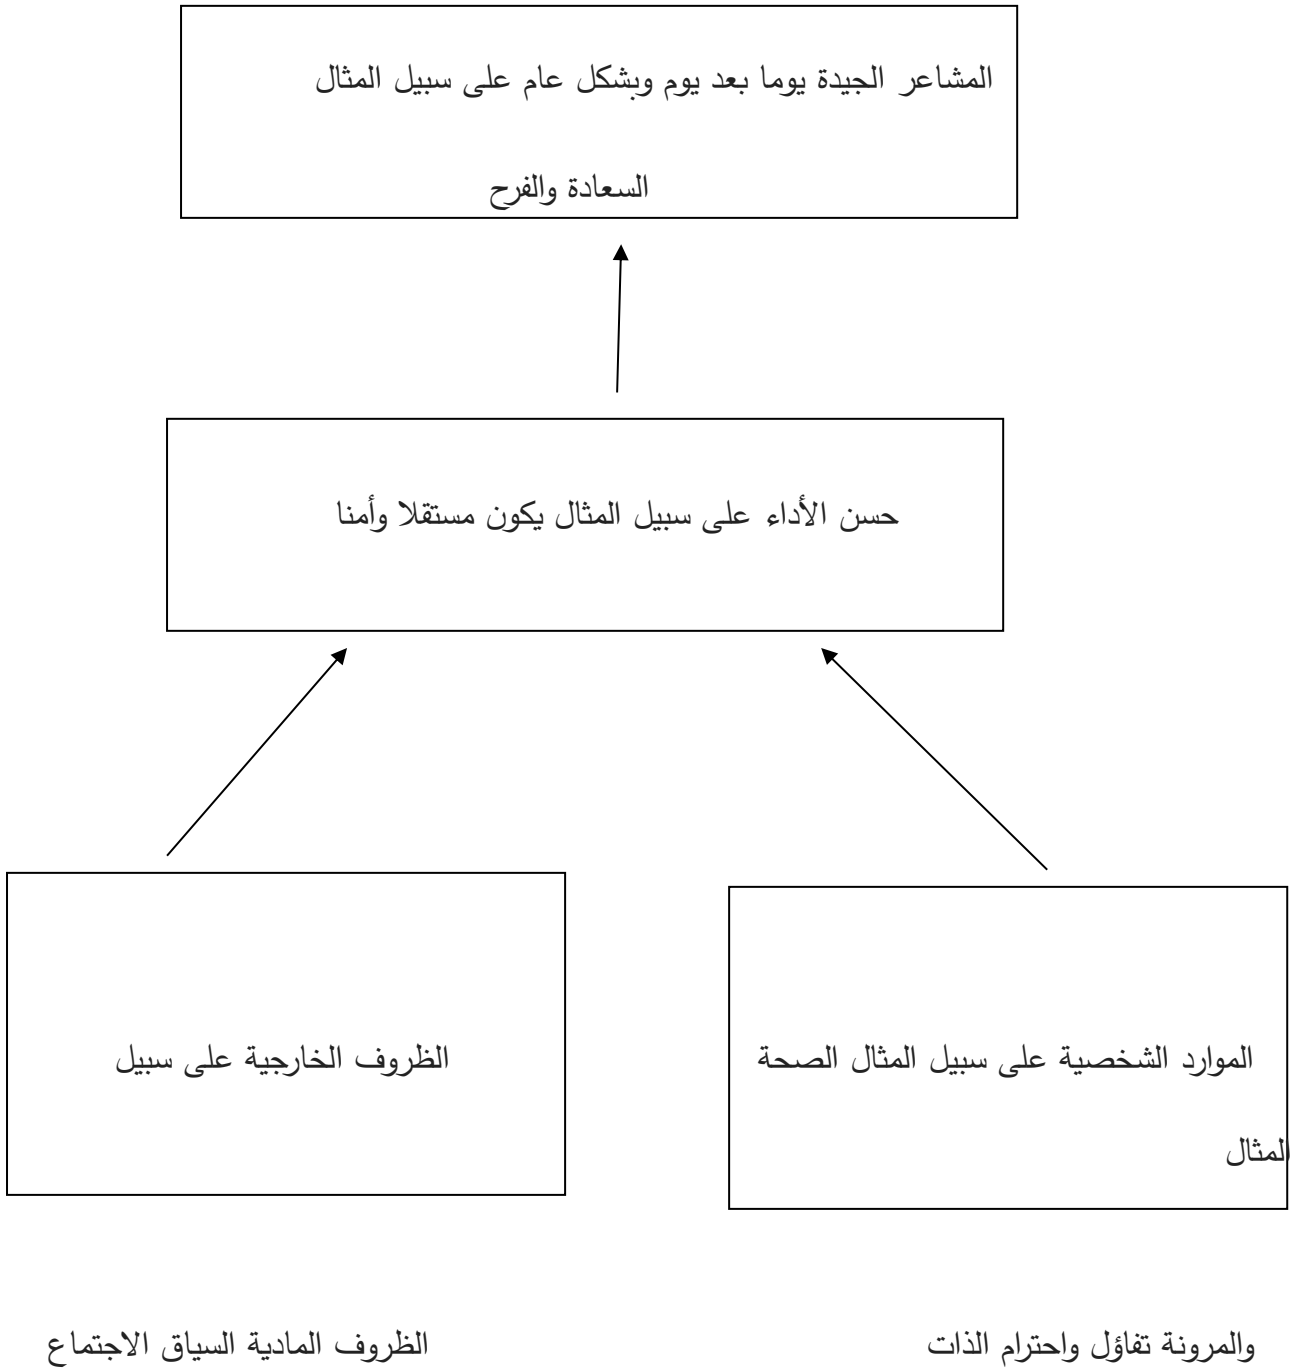 المشاعر الجيدة يوما بعد يوم وبشكل عام على سبيل المثال
السعادة والفرح
حسن الأداء على سبيل المثال يكون مستقلا وأمنا
الموارد الشخصية على سبيل المثال الصحة
الظروف الخارجية على سبيل
المثال
والمرونة تفاؤل واحترام الذات
الظروف المادية السياق الاجتماع